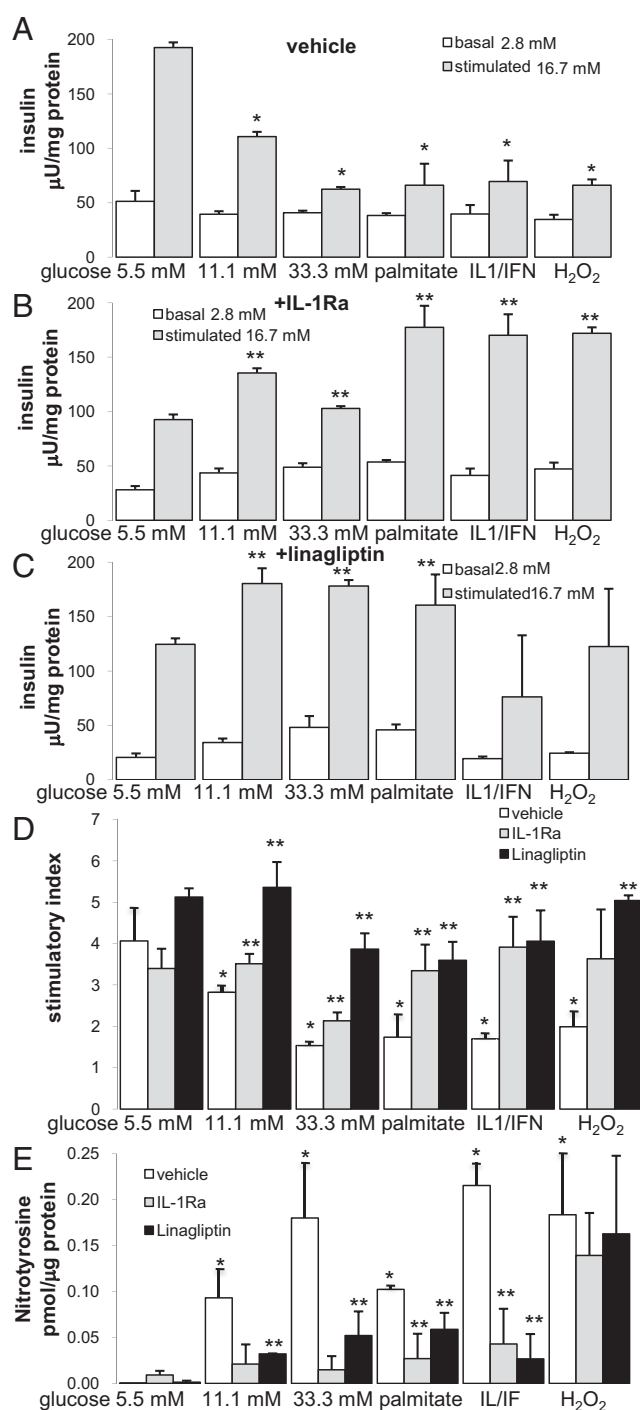 A
vehicle
basal 2.8 mM
stimulated 16.7 mM
insulin
μU/mg protein
200
150
100
50
0
* * * * *
glucose 5.5 mM 11.1 mM 33.3 mM palmitate IL1/IFN H₂O₂
B
+IL-1Ra
basal 2.8 mM
stimulated 16.7 mM
insulin
μU/mg protein
200
150
100
50
0
** ** ** ** **
glucose 5.5 mM 11.1 mM 33.3 mM palmitate IL1/IFN H₂O₂
C
+linagliptin
basal2.8 mM
stimulated16.7 mM
insulin
μU/mg protein
200
150
100
50
0
** ** **
glucose 5.5 mM 11.1 mM 33.3 mM palmitate IL1/IFN H₂O₂
D
vehicle
IL-1Ra
Linagliptin
stimulatory index
7
6
5
4
3
2
1
0
* ** ** * ** ** * ** ** * ** ** * **
glucose 5.5 mM 11.1 mM 33.3 mM palmitate IL1/IFN H₂O₂
E
vehicle
IL-1Ra
Linagliptin
Nitrotyrosine
pmol/μg protein
0.25
0.20
0.15
0.10
0.05
0.00
* ** * ** * ** ** * ** ** *
glucose 5.5 mM 11.1 mM 33.3 mM palmitate IL/IF H₂O₂